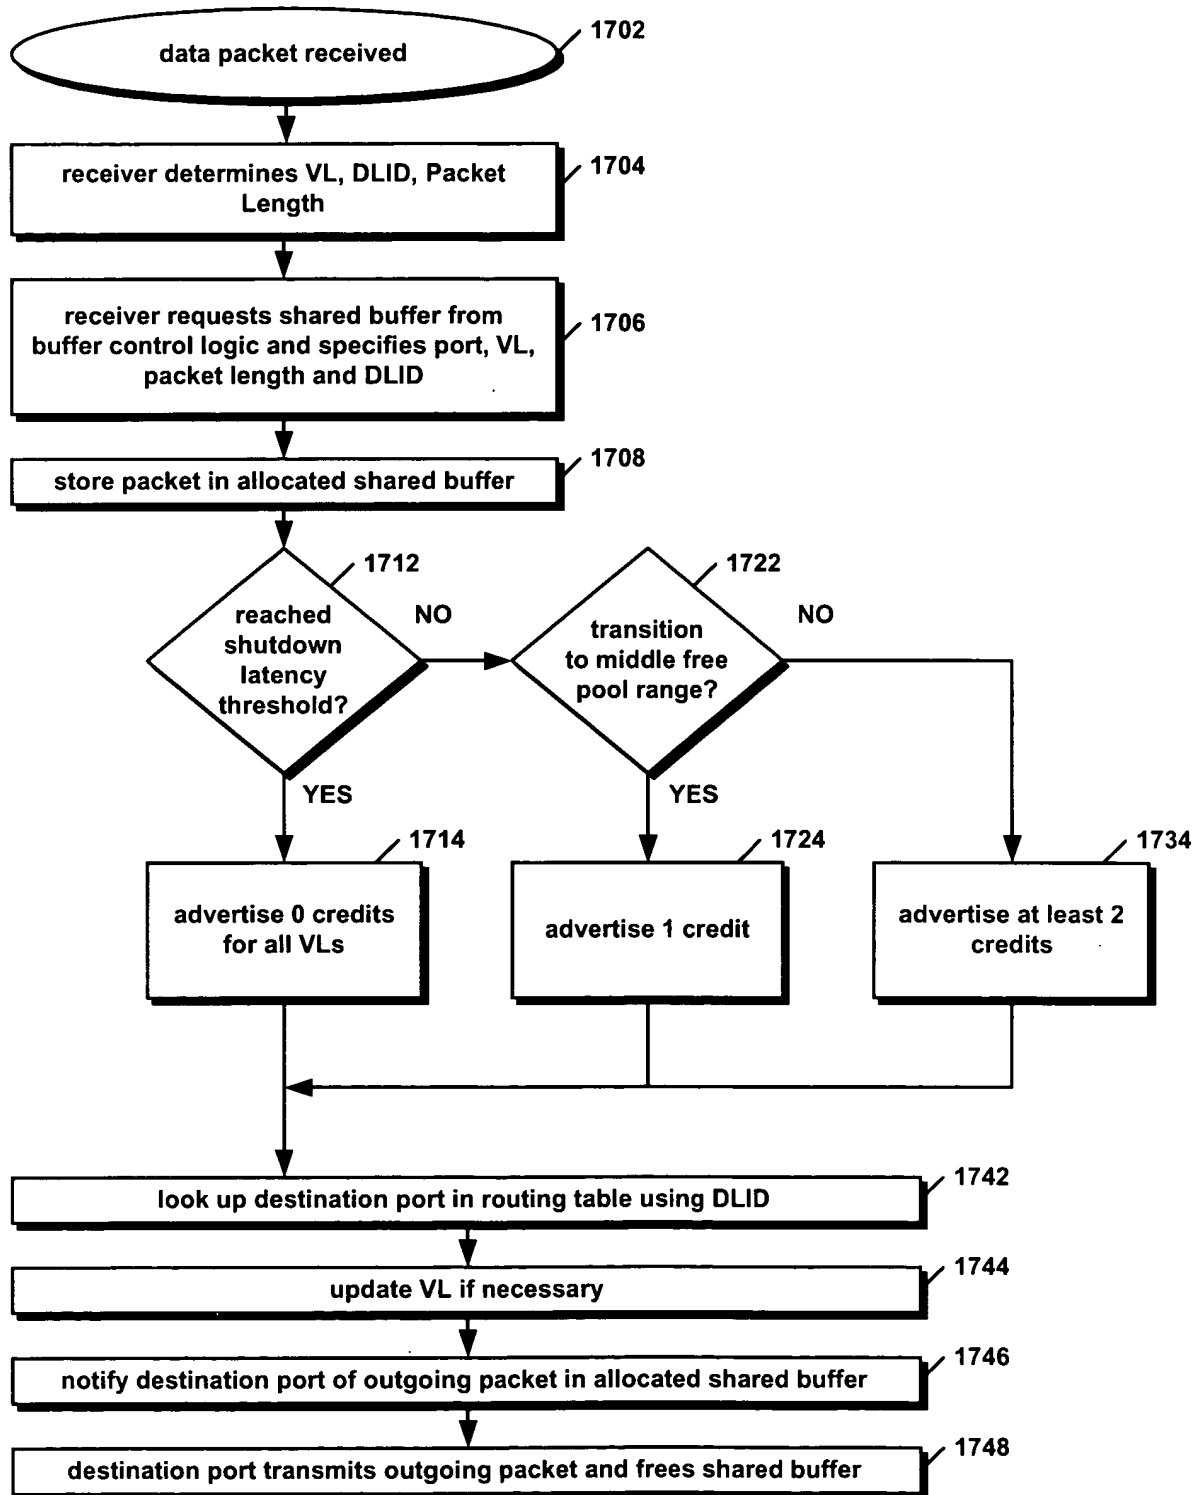 data packet received
1702
receiver determines VL, DLID, Packet
Length
1704
receiver requests shared buffer from
buffer control logic and specifies port, VL,
packet length and DLID
1706
store packet in allocated shared buffer
1708
reached
shutdown
latency
threshold?
1712
NO
YES
transition
to middle free
pool range?
1722
NO
YES
advertise 0 credits
for all VLs
1714
advertise 1 credit
1724
advertise at least 2
credits
1734
look up destination port in routing table using DLID
1742
update VL if necessary
1744
notify destination port of outgoing packet in allocated shared buffer
1746
destination port transmits outgoing packet and frees shared buffer
1748